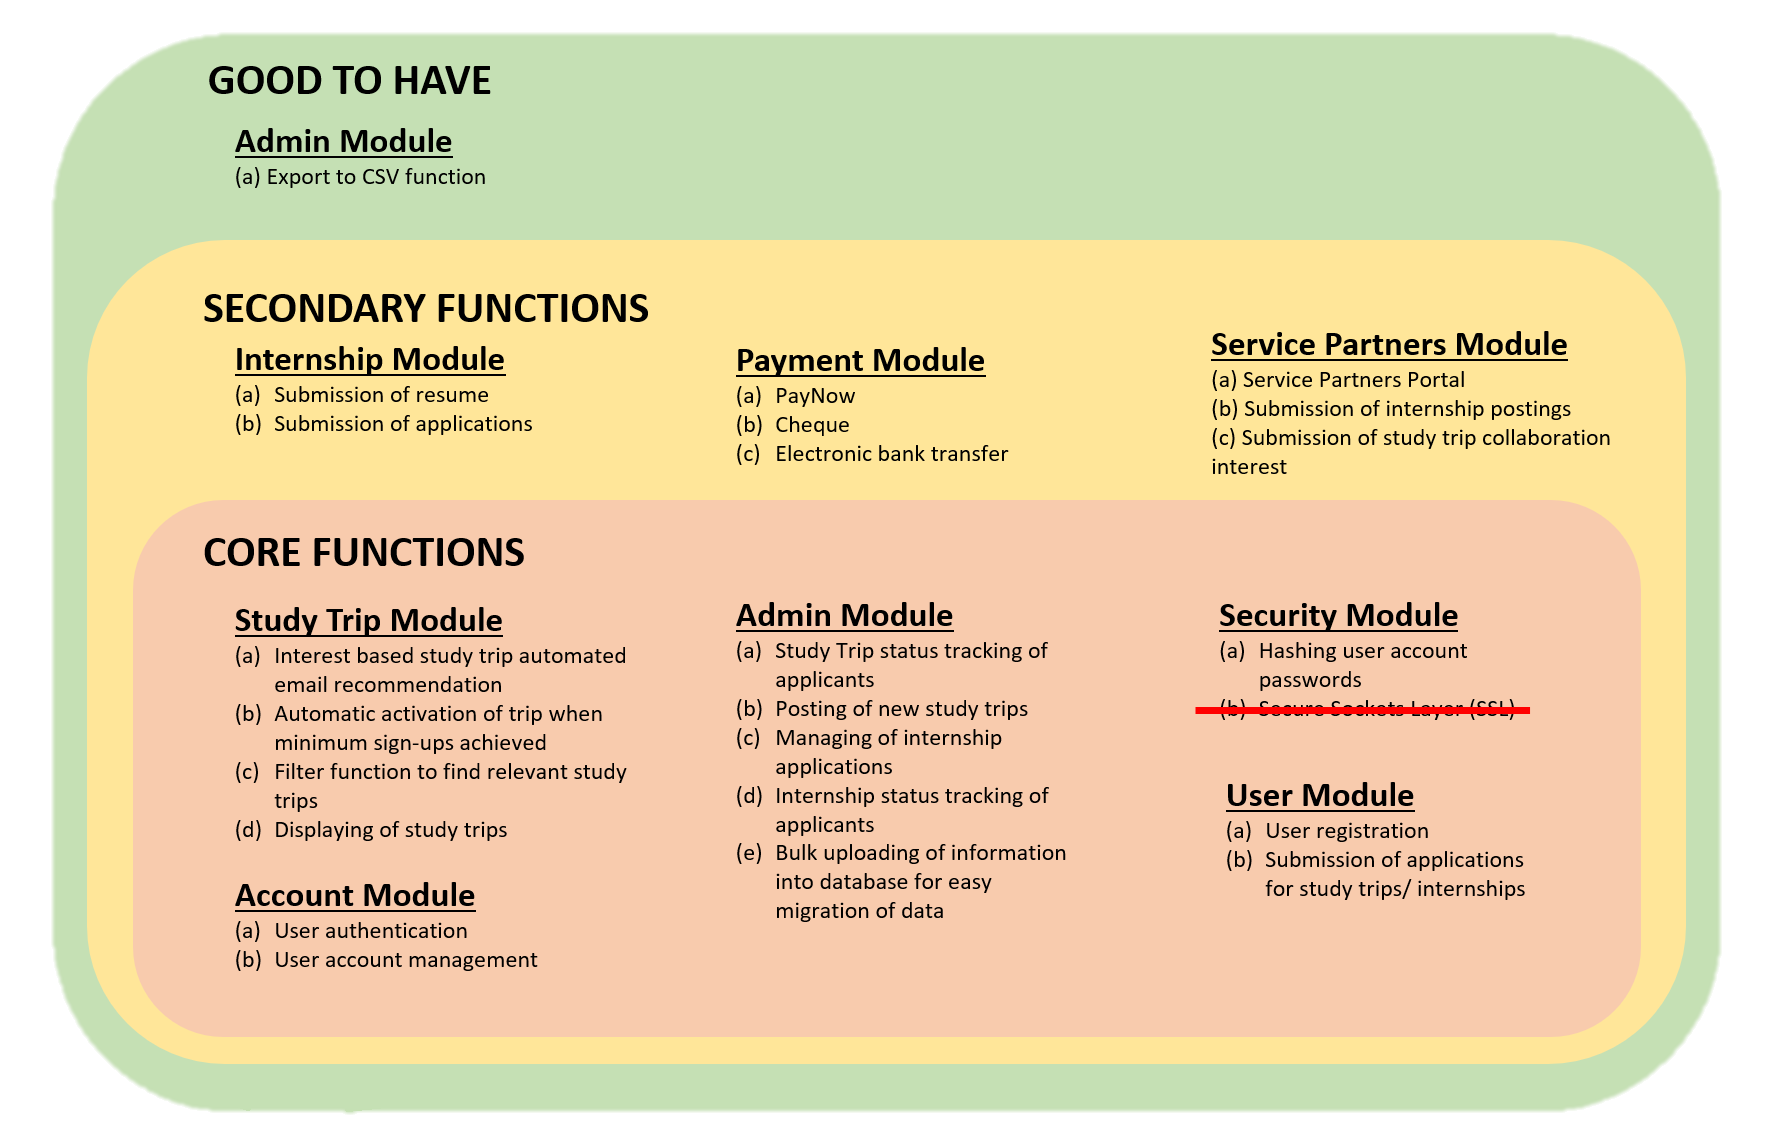 GOOD TO HAVE
Admin Module
(a) Export to CSV function
SECONDARY FUNCTIONS
Internship Module
(a) Submission of resume
(b) Submission of applications
Payment Module
(a) PayNow
(b) Cheque
(c) Electronic bank transfer
Service Partners Module
(a) Service Partners Portal
(b) Submission of internship postings
(c) Submission of study trip collaboration
interest
CORE FUNCTIONS
Study Trip Module
(a) Interest based study trip automated
email recommendation
(b) Automatic activation of trip when
minimum sign-ups achieved
(c) Filter function to find relevant study
trips
(d) Displaying of study trips
Account Module
(a) User authentication
(b) User account management
Admin Module
(a) Study Trip status tracking of
applicants
(b) Posting of new study trips
(c) Managing of internship
applications
(d) Internship status tracking of
applicants
(e) Bulk uploading of information
into database for easy
migration of data
Security Module
(a) Hashing user account
passwords
(b) Secure Sockets Layer (SSL)
User Module
(a) User registration
(b) Submission of applications
for study trips/ internships